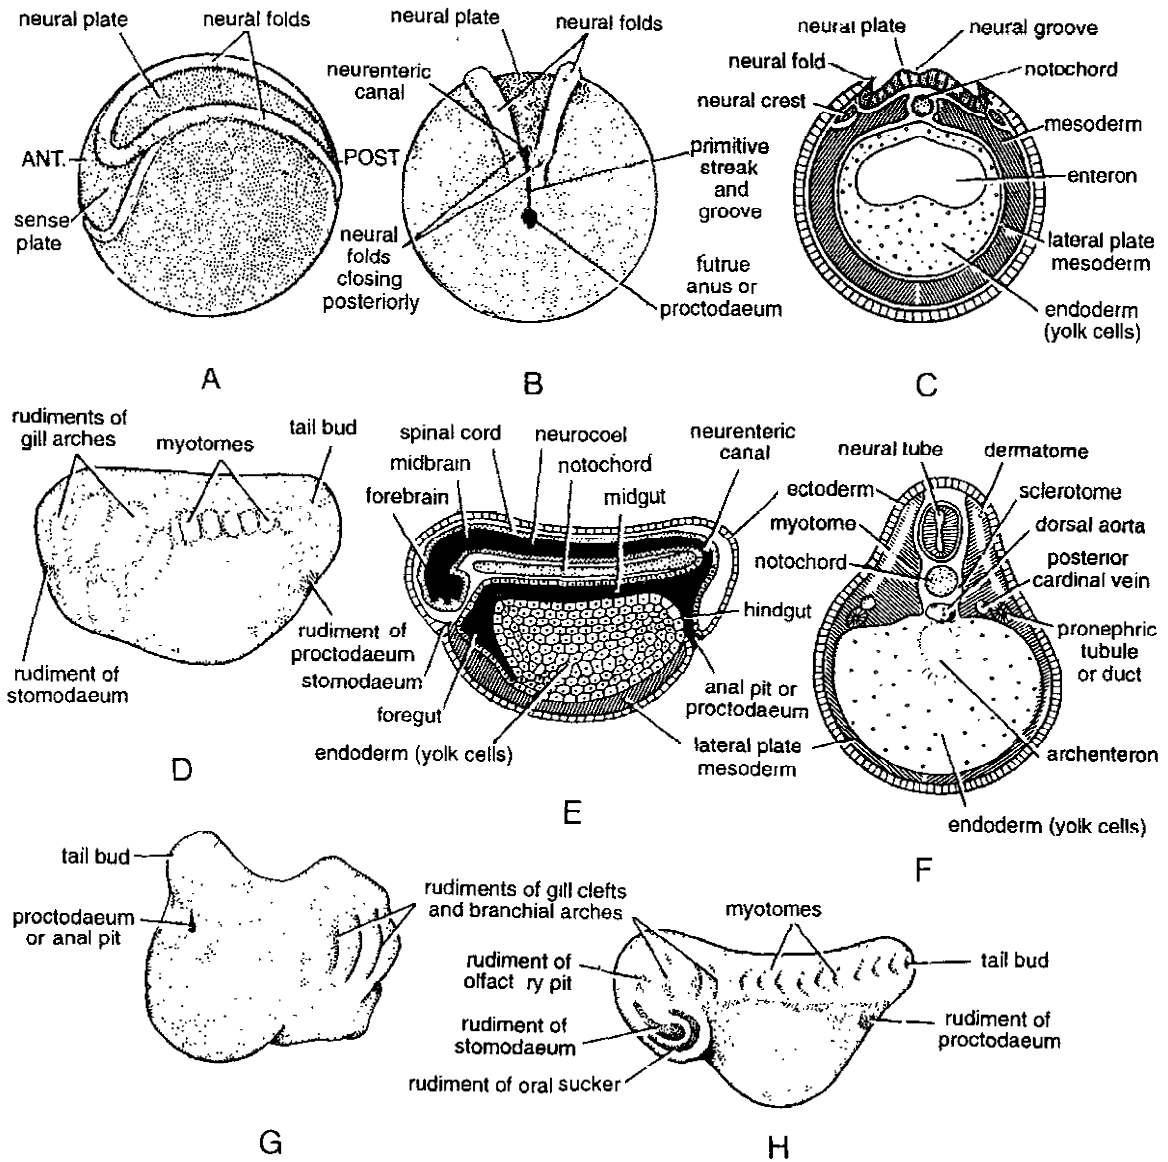 neural plate
neural folds
ANT.
POST
sense
plate
A
neural plate
neural folds
neurenteric
canal
primitive
streak
and
groove
neural
folds
closing
posteriorly
futrue
anus or
proctodaeum
B
neural plate
neural groove
neural fold
notochord
neural crest
mesoderm
enteron
lateral plate
mesoderm
endoderm
(yolk cells)
C
rudiments of
gill arches
myotomes
tail bud
rudiment of
stomodaeum
rudiment of
proctodaeum
D
spinal cord
neurocoel
neurenteric
canal
midbrain
notochord
forebrain
midgut
hindgut
stomodaeum
foregut
anal pit or
proctodaeum
endoderm (yolk cells)
lateral plate
mesoderm
E
neural tube
dermatome
ectoderm
sclerotome
myotome
dorsal aorta
notochord
posterior
cardinal vein
pronephric
tubule
or duct
archenteron
endoderm (yolk cells)
F
tail bud
proctodaeum
or anal pit
rudiments of gill clefts
and branchial arches
G
myotomes
rudiment of
olfact ry pit
tail bud
rudiment of
stomodaeum
rudiment of
proctodaeum
rudiment of oral sucker
H